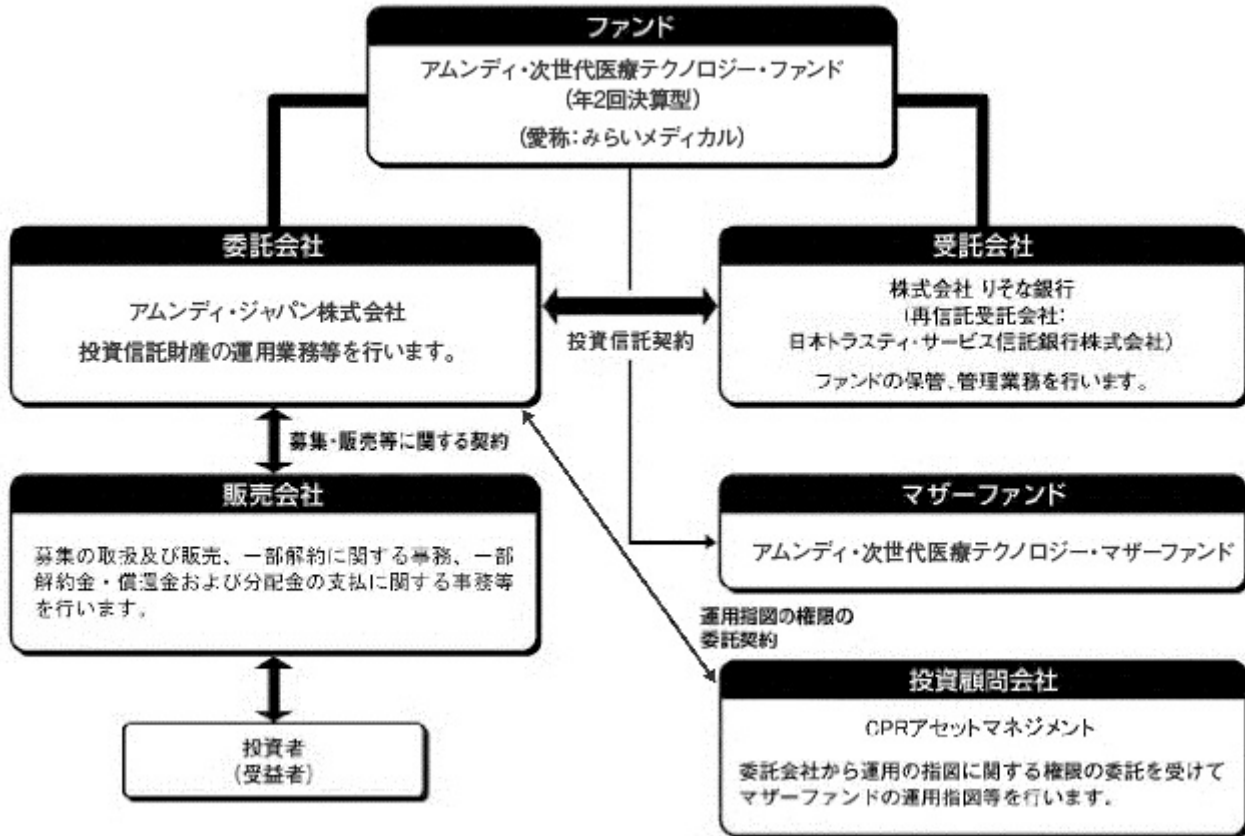 ファンド
アムンディ・次世代医療テクノロジー・ファンド
(年2回決算型)
(愛称:みらいメディカル)
委託会社
アムンディ・ジャパン株式会社
投資信託財産の運用業務等を行います。
投資信託契約
受託会社
株式会社 りそな銀行
(再信託受託会社:
日本トラスティ・サービス信託銀行株式会社)
ファンドの保管、管理業務を行います。
募集・販売等に関する契約
販売会社
募集の取扱及び販売、一部解約に関する事務、一部
解約金・償還金および分配金の支払に関する事務等
を行います。
マザーファンド
アムンディ・次世代医療テクノロジー・マザーファンド
運用指図の権限の
委託契約
投資顧問会社
CPRアセットマネジメント
委託会社から運用の指図に関する権限の委託を受けて
マザーファンドの運用指図等を行います。
投資者
(受益者)